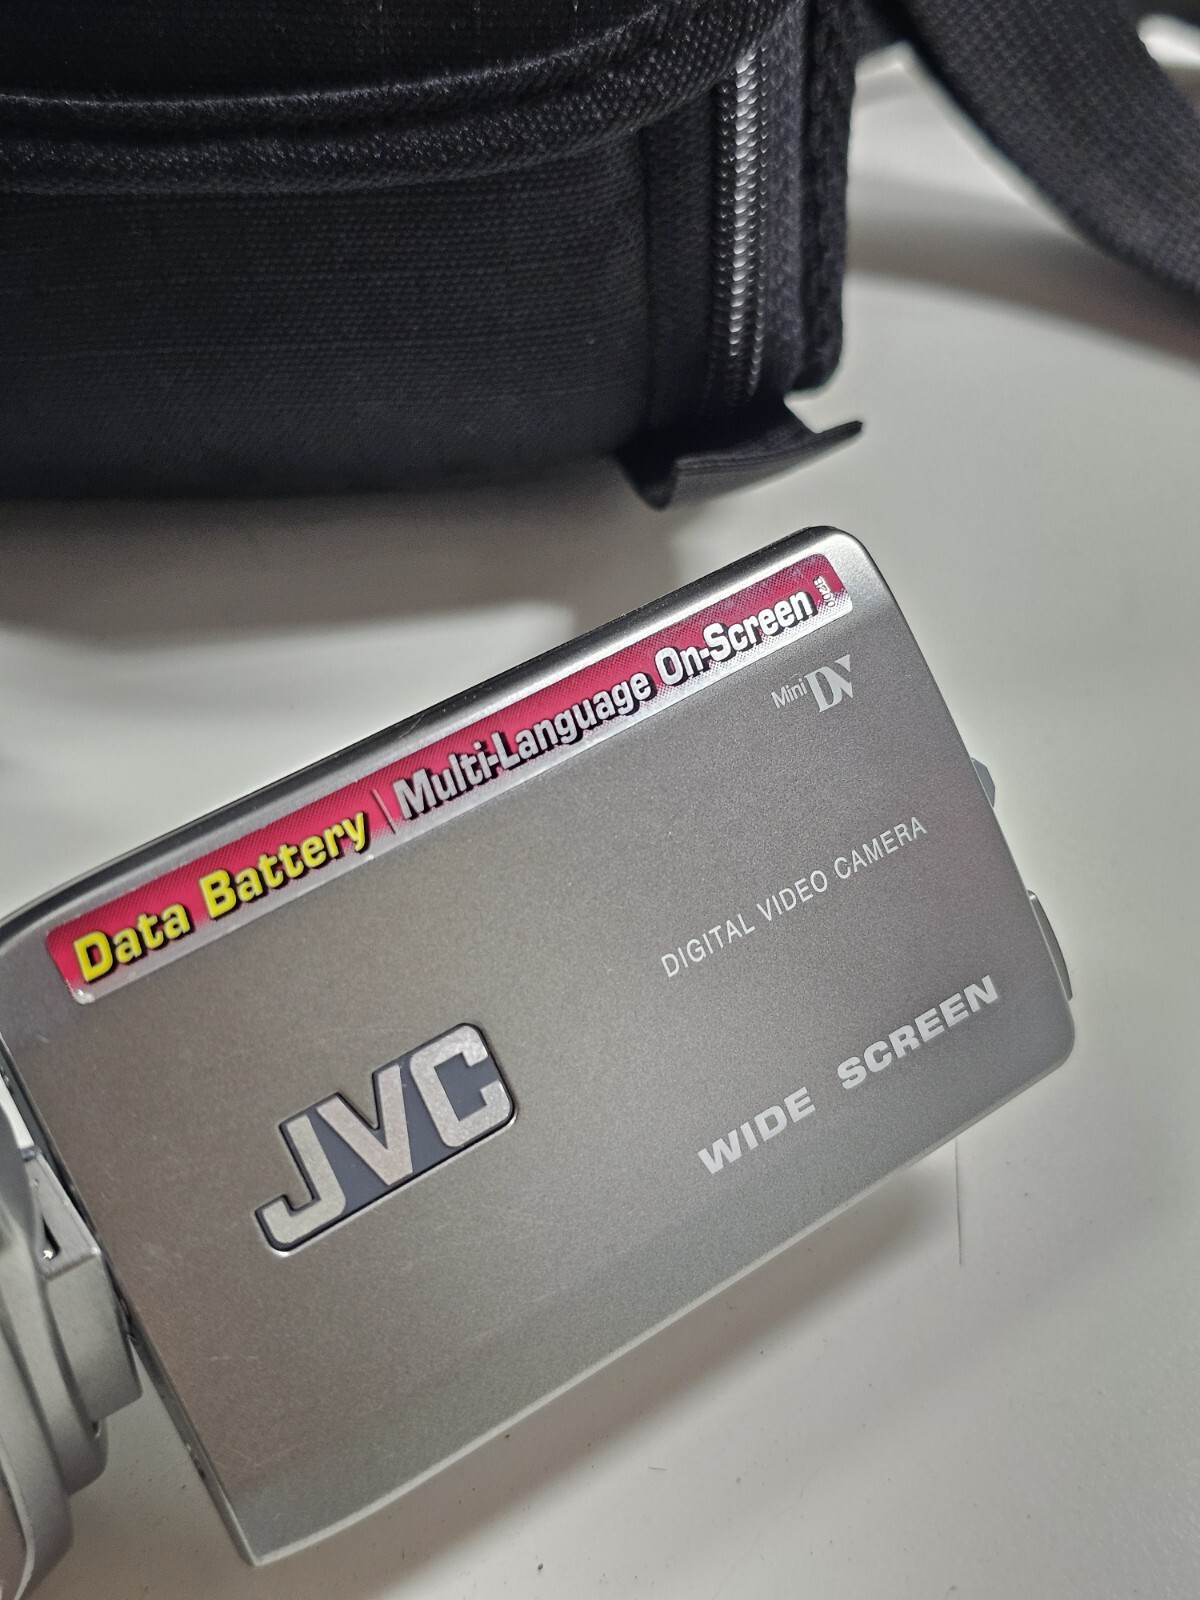 Data Battery | Multi-Language On-Screen
Mini DV
DIGITAL VIDEO CAMERA
WIDE SCREEN
JVC